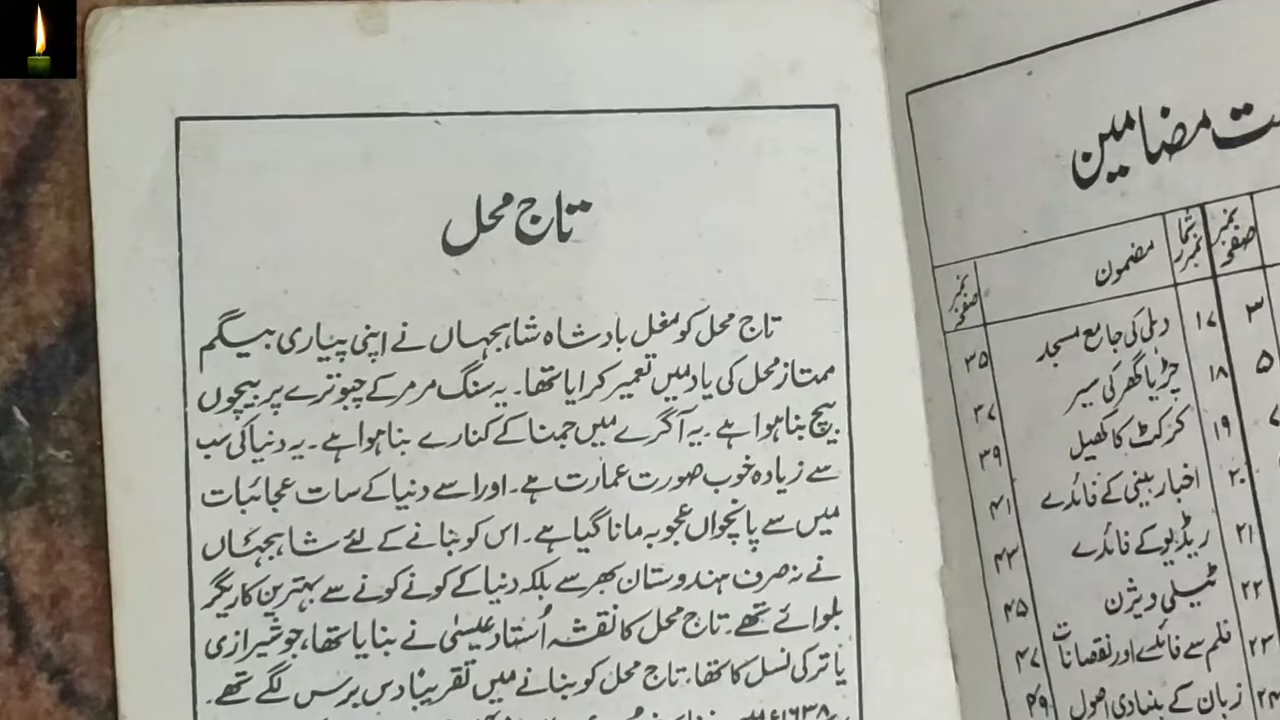 تاج محل
تاج محل کو مغل بادشاہ شاہجہاں نے اپنی پیاری بیگم
ممتاز محل کی یاد میں تعمیر کرایا تھا۔ یہ سنگ مرمر کے چبوترے پر بیچوں
بیچ بنا ہوا ہے۔ یہ آگرے میں جمنا کے کنارے بنا ہوا ہے۔ یہ دنیا کی سب
سے زیادہ خوب صورت عمارت ہے۔ اور اسے دنیا کے سات عجائبات
میں سے پانچواں عجوبہ مانا گیا ہے۔ اس کو بنانے کے لئے شاہجہاں
نے نہ صرف ہندوستان بھر سے بلکہ دنیا کے کونے کونے سے بہترین کاریگر
بلوائے تھے۔ تاج محل کا نقشہ اُستاد عیسٰی نے بنایا تھا، جو شیرازی
یا ترکی نسل کا تھا، تاج محل کو بنانے میں تقریبًا دس برس لگے تھے۔
مضامین
صفحہ نمبر
شمار نمبر مضمون صفحہ نمبر
۳ ۱۷ دہلی کی جامع مسجد ۳۵
۵ ۱۸ چڑیا گھر کی سیر ۳۷
۱۹ کرکٹ کا کھیل ۳۹
۲۰ اخبار بینی کے فائدے ۴۱
۲۱ ریڈیو کے فائدے ۴۳
۲۲ ٹیلی ویژن ۴۵
۲۳ فلم سے فائدے اور نقصانات ۴۷
۲۴ زبان کے بنیادی اصول ۴۹